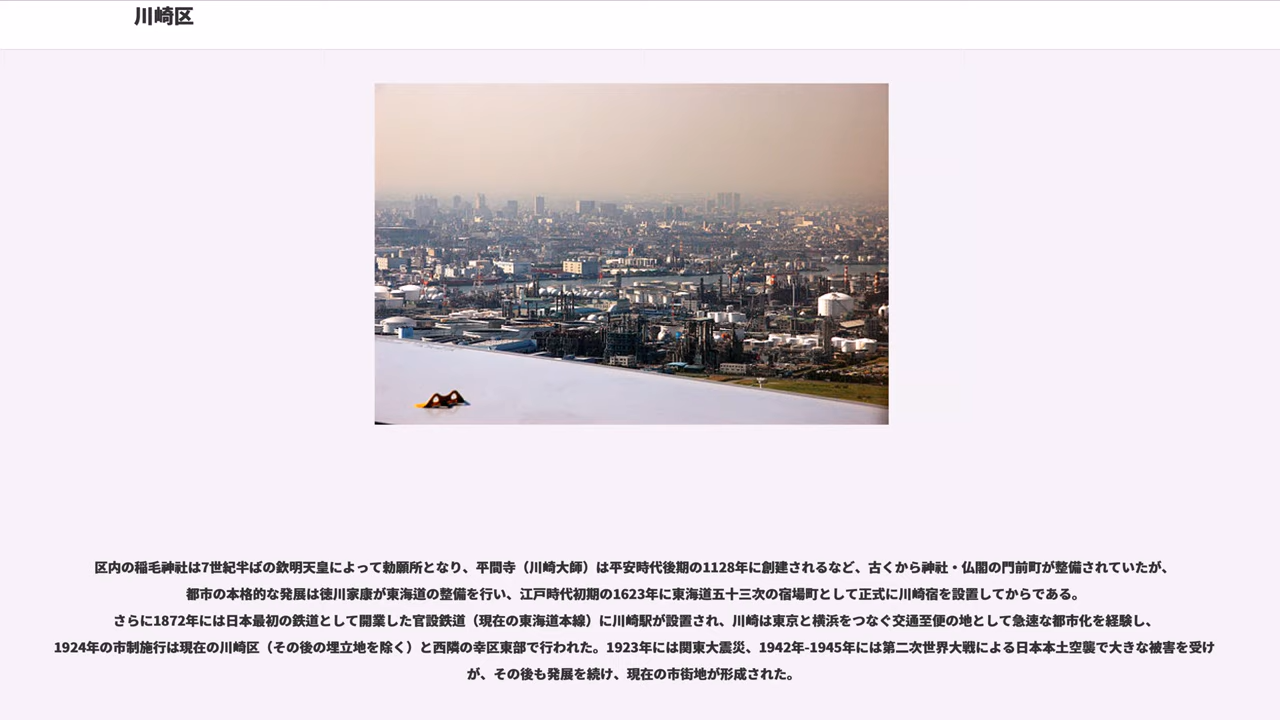 川崎区
区内の稲毛神社は7世紀半ばの欽明天皇によって勅願所となり、平間寺（川崎大師）は平安時代後期の1128年に創建されるなど、古くから神社・仏閣の門前町が整備されていたが、
都市の本格的な発展は徳川家康が東海道の整備を行い、江戸時代初期の1623年に東海道五十三次の宿場町として正式に川崎宿を設置してからである。
さらに1872年には日本最初の鉄道として開業した官設鉄道（現在の東海道本線）に川崎駅が設置され、川崎は東京と横浜をつなぐ交通至便の地として急速な都市化を経験し、
1924年の市制施行は現在の川崎区（その後の埋立地を除く）と西隣の幸区東部で行われた。1923年には関東大震災、1942年-1945年には第二次世界大戦による日本本土空襲で大きな被害を受け
が、その後も発展を続け、現在の市街地が形成された。